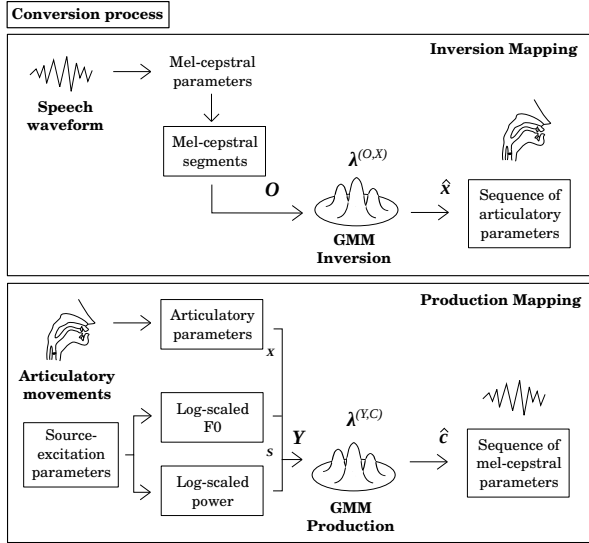 Conversion process
Inversion Mapping
Speech
waveform
Mel-cepstral
parameters
Mel-cepstral
segments
O
λ(O,X)
GMM
Inversion
x̂
Sequence of
articulatory
parameters
Production Mapping
Articulatory
movements
Articulatory
parameters
x
Source-
excitation
parameters
Log-scaled
F0
s
Log-scaled
power
Y
λ(Y,C)
GMM
Production
ĉ
Sequence of
mel-cepstral
parameters